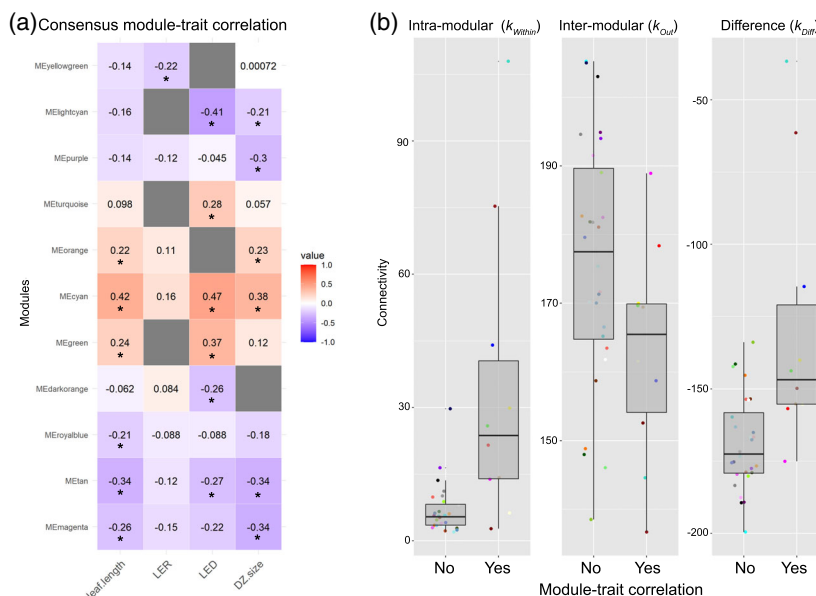 (a) Consensus module-trait correlation
Modules
MEyellowgreen -0.14 -0.22 0.00072
*
MElightcyan -0.16 -0.41 -0.21
* *
MEpurple -0.14 -0.12 -0.045 -0.3
*
MEturquoise 0.098 0.28 0.057
*
MEorange 0.22 0.11 0.23
* *
MEcyan 0.42 0.16 0.47 0.38
* * *
MEgreen 0.24 0.37 0.12
* *
MEdarkorange -0.062 0.084 -0.26
*
MEroyalblue -0.21 -0.088 -0.088 -0.18
*
MEtan -0.34 -0.12 -0.27 -0.34
* * *
MEmagenta -0.26 -0.15 -0.22 -0.34
* *
leaf.length LER LED DZ.size
value
1.0
0.5
0.0
-0.5
-1.0
(b) Intra-modular (kWithin) Inter-modular (kOut) Difference (kDiff
Connectivity
90
60
30
0
190
170
150
-50
-100
-150
-200
No Yes No Yes No Yes
Module-trait correlation